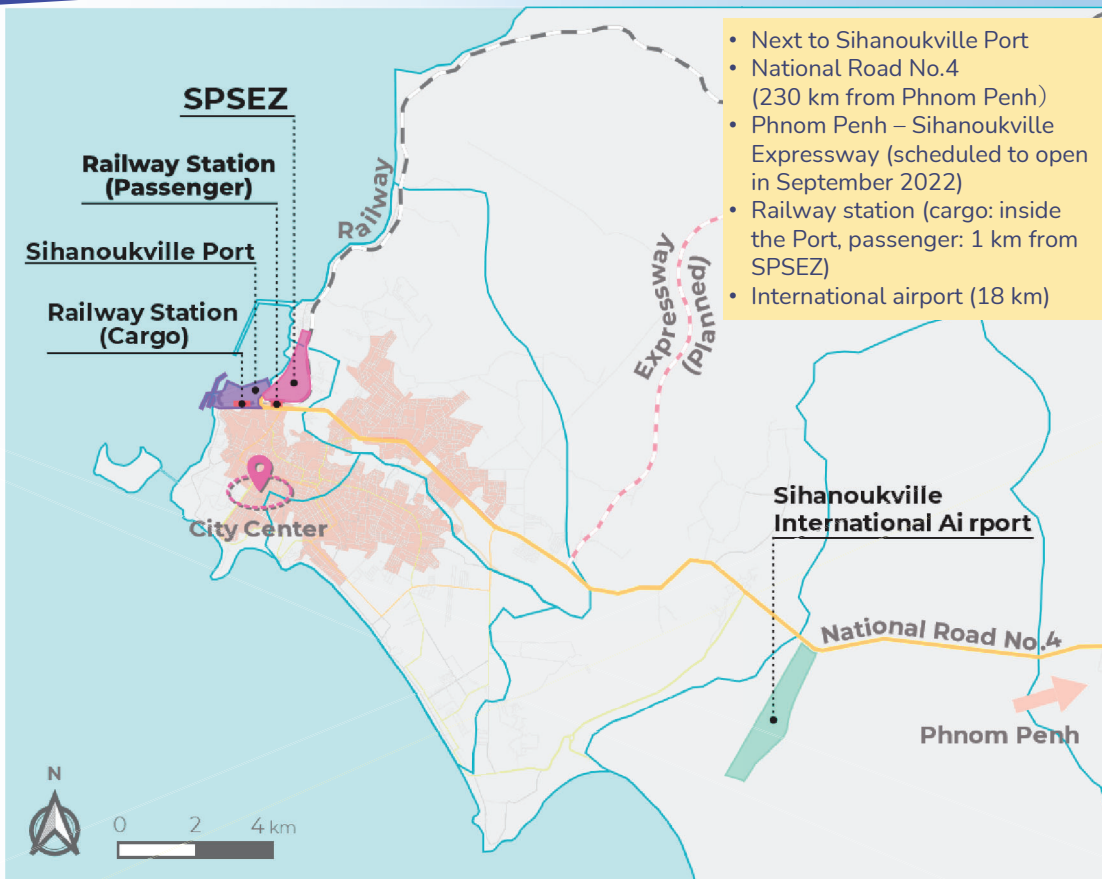 • Next to Sihanoukville Port
• National Road No.4
(230 km from Phnom Penh）
• Phnom Penh – Sihanoukville
Expressway (scheduled to open
in September 2022)
• Railway station (cargo: inside
the Port, passenger: 1 km from
SPSEZ)
• International airport (18 km)
SPSEZ
Railway Station
(Passenger)
Sihanoukville Port
Railway Station
(Cargo)
Railway
Expressway
(Planned)
City Center
Sihanoukville
International Ai rport
National Road No.4
Phnom Penh
N
0 2 4 km